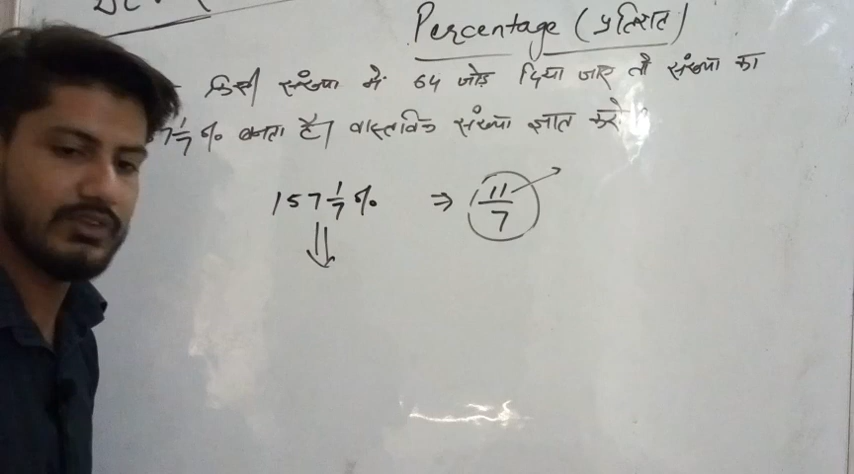 Percentage (प्रतिशत)
किसी संख्या में 64 जोड़ दिया जाए तो संख्या का
7 1/7 % बनता है। वास्तविक संख्या ज्ञात करो
157 1/7 % ⇒ 11/7
⇓